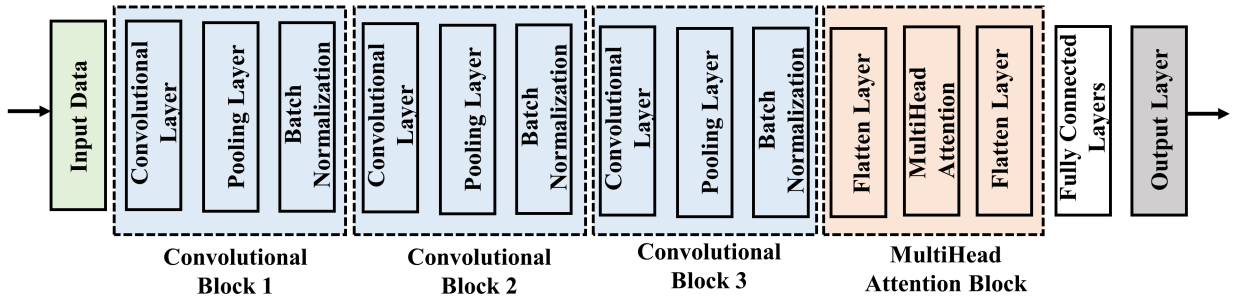 Input Data
Convolutional
Layer
Pooling Layer
Batch
Normalization
Convolutional
Block 1
Convolutional
Layer
Pooling Layer
Batch
Normalization
Convolutional
Block 2
Convolutional
Layer
Pooling Layer
Batch
Normalization
Convolutional
Block 3
Flatten Layer
MultiHead
Attention
Flatten Layer
MultiHead
Attention Block
Fully Connected
Layers
Output Layer